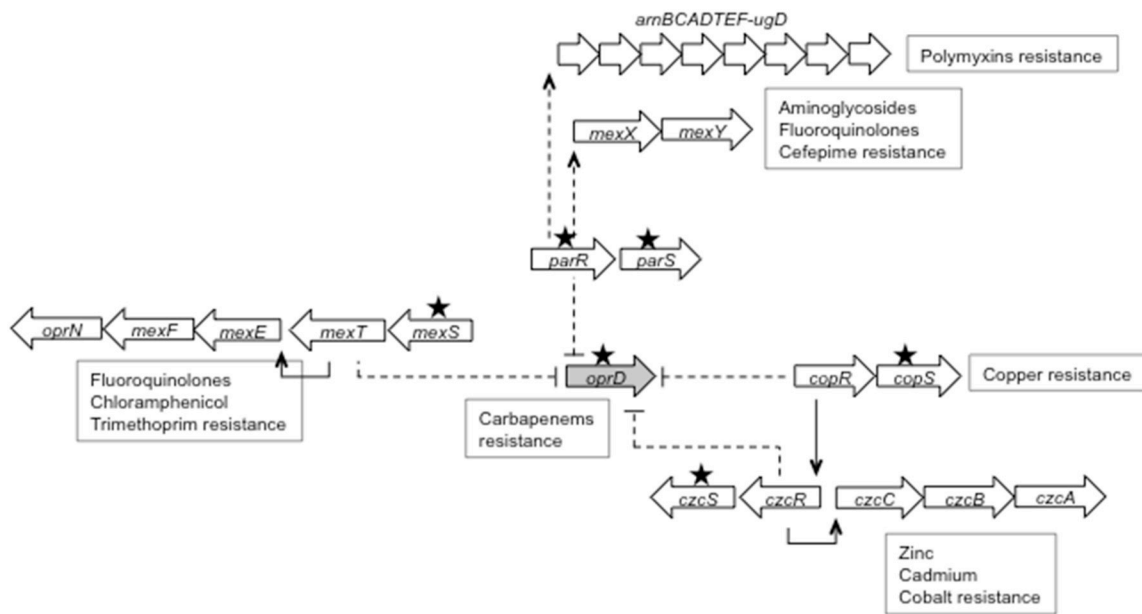 arnBCADTEF-ugD
Polymyxins resistance
mexX mexY
Aminoglycosides
Fluoroquinolones
Cefepime resistance
parR parS
oprN mexF mexE mexT mexS
Fluoroquinolones
Chloramphenicol
Trimethoprim resistance
oprD
Carbapenems
resistance
copR copS
Copper resistance
czcS czcR czcC czcB czcA
Zinc
Cadmium
Cobalt resistance